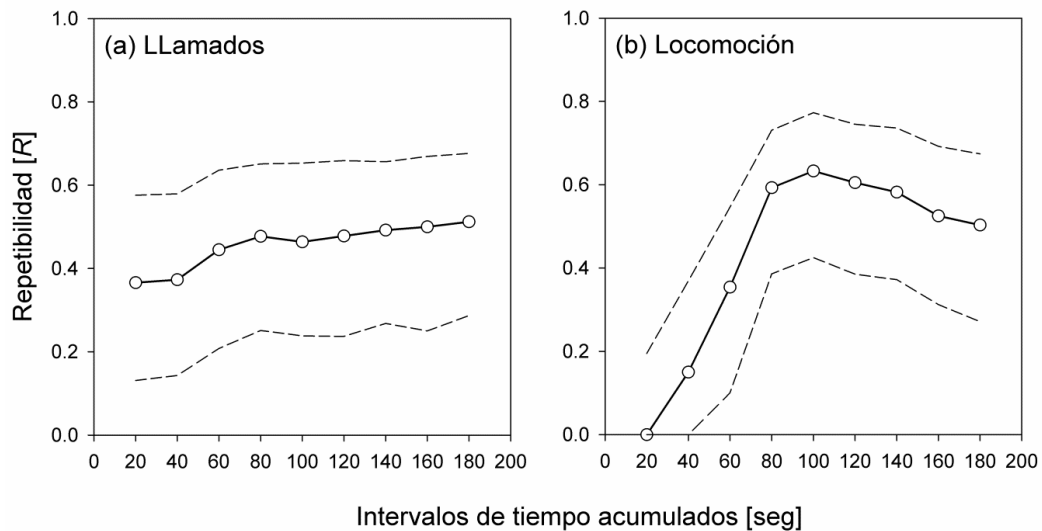 (a) LLamados
(b) Locomoción
Repetibilidad [R]
1.0
0.8
0.6
0.4
0.2
0.0
1.0
0.8
0.6
0.4
0.2
0.0
0 20 40 60 80 100 120 140 160 180 200
0 20 40 60 80 100 120 140 160 180 200
Intervalos de tiempo acumulados [seg]